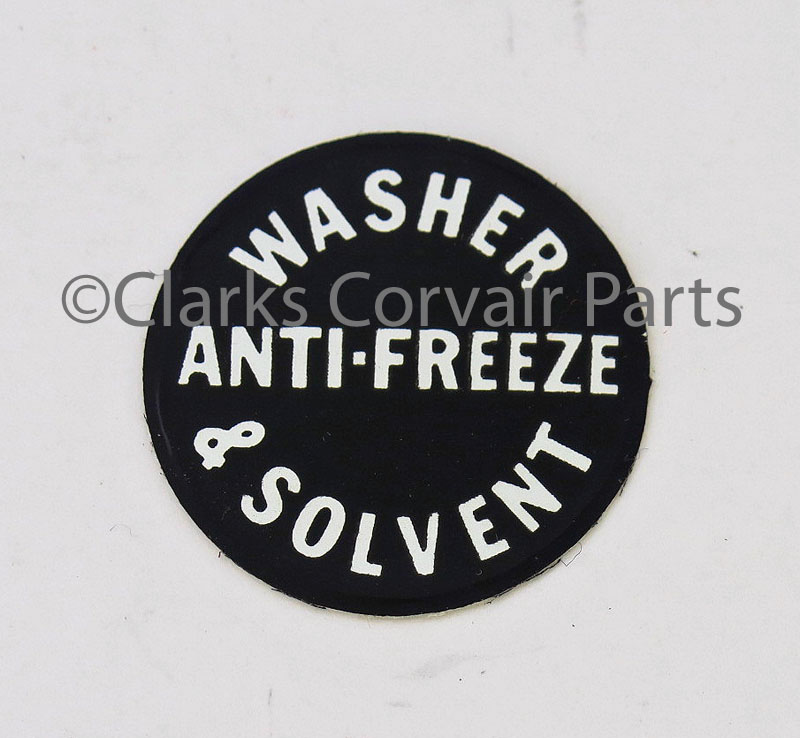 WASHER
©Clarks Corvair Parts
ANTI-FREEZE
& SOLVENT